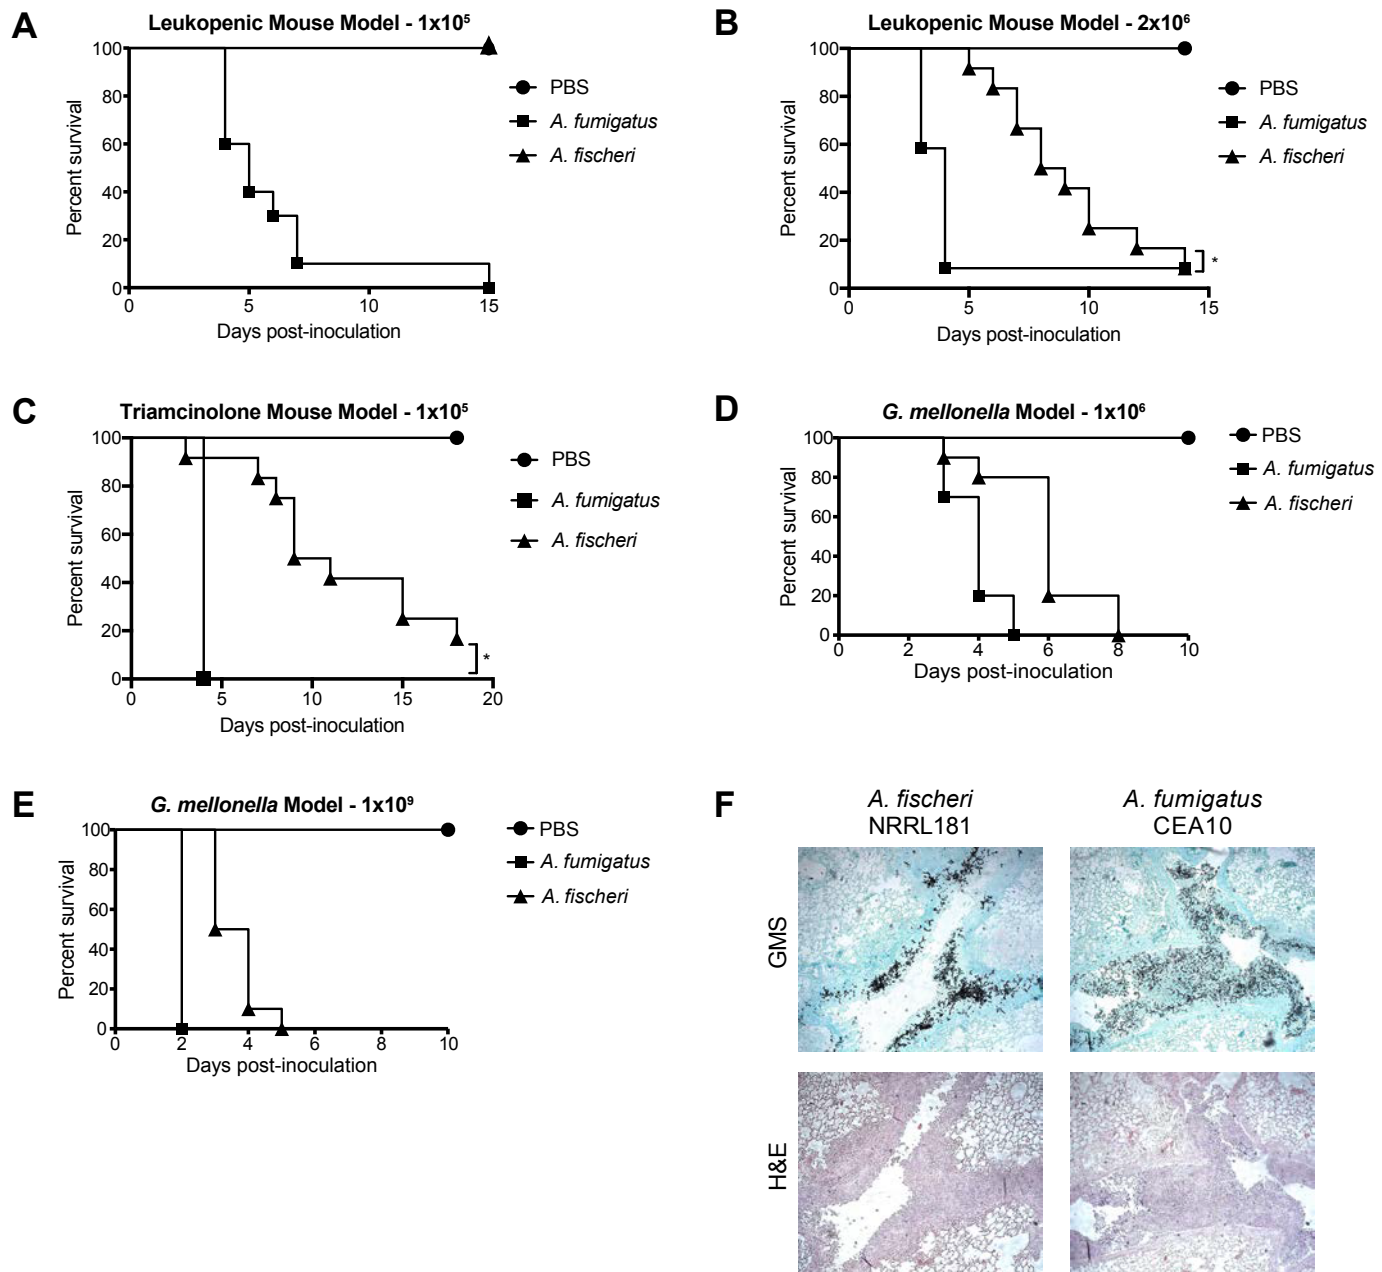 A
Leukopenic Mouse Model - 1x10⁵
Percent survival
100
80
60
40
20
0
0 5 10 15
Days post-inoculation
PBS
A. fumigatus
A. fischeri
B
Leukopenic Mouse Model - 2x10⁶
Percent survival
100
80
60
40
20
0
0 5 10 15
Days post-inoculation
*
PBS
A. fumigatus
A. fischeri
C
Triamcinolone Mouse Model - 1x10⁵
Percent survival
100
80
60
40
20
0
0 5 10 15 20
Days post-inoculation
*
PBS
A. fumigatus
A. fischeri
D
G. mellonella Model - 1x10⁶
Percent survival
100
80
60
40
20
0
0 2 4 6 8 10
Days post-inoculation
PBS
A. fumigatus
A. fischeri
E
G. mellonella Model - 1x10⁹
Percent survival
100
80
60
40
20
0
0 2 4 6 8 10
Days post-inoculation
PBS
A. fumigatus
A. fischeri
F
A. fischeri
NRRL181
A. fumigatus
CEA10
GMS
H&E